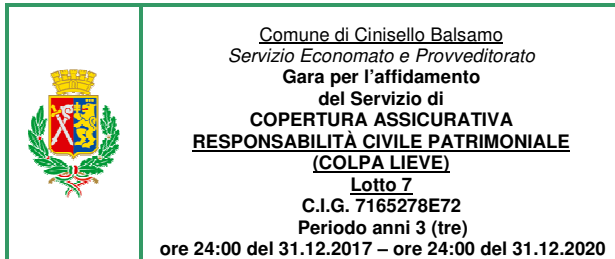 Comune di Cinisello Balsamo
Servizio Economato e Provveditorato
Gara per l'affidamento
del Servizio di
COPERTURA ASSICURATIVA
RESPONSABILITÀ CIVILE PATRIMONIALE
(COLPA LIEVE)
Lotto 7
C.I.G. 7165278E72
Periodo anni 3 (tre)
ore 24:00 del 31.12.2017 – ore 24:00 del 31.12.2020